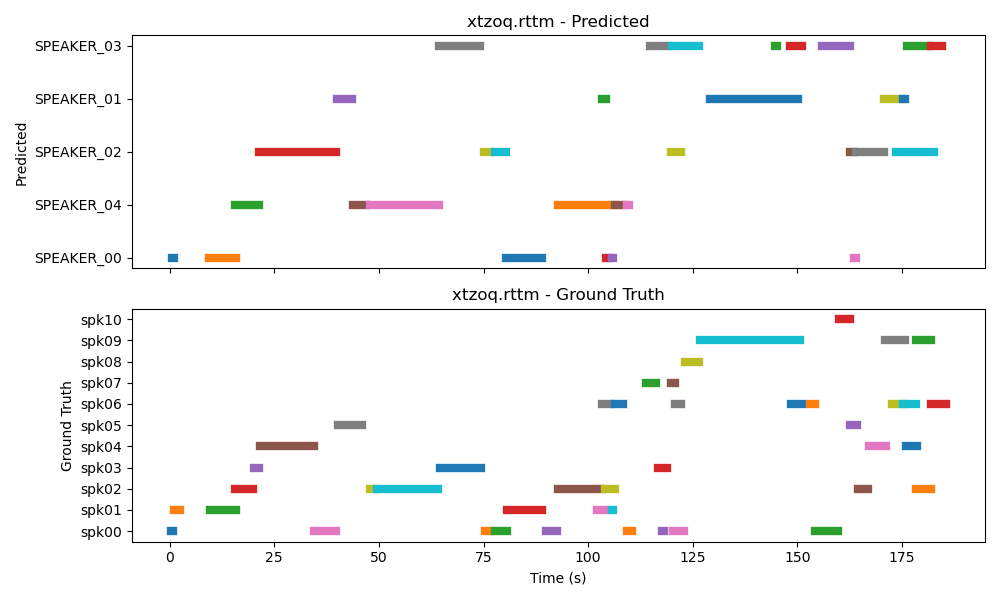 xtzoq.rttm - Predicted
Predicted
SPEAKER_03
SPEAKER_01
SPEAKER_02
SPEAKER_04
SPEAKER_00
xtzoq.rttm - Ground Truth
Ground Truth
spk10
spk09
spk08
spk07
spk06
spk05
spk04
spk03
spk02
spk01
spk00
0 25 50 75 100 125 150 175
Time (s)